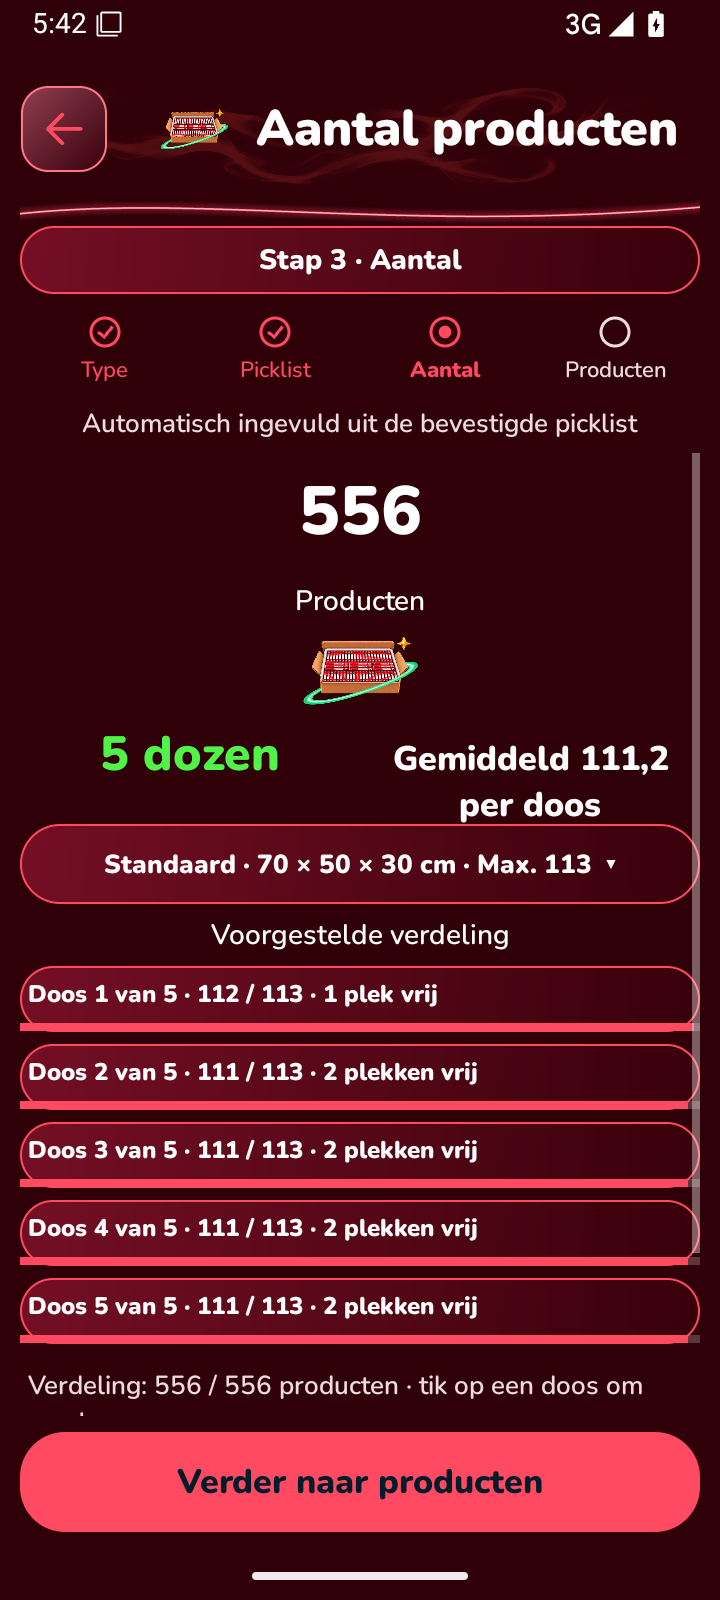 5:42
3G
Aantal producten
Stap 3 · Aantal
Type
Picklist
Aantal
Producten
Automatisch ingevuld uit de bevestigde picklist
556
Producten
5 dozen
Gemiddeld 111,2
per doos
Standaard · 70 × 50 × 30 cm · Max. 113 ▼
Voorgestelde verdeling
Doos 1 van 5 · 112 / 113 · 1 plek vrij
Doos 2 van 5 · 111 / 113 · 2 plekken vrij
Doos 3 van 5 · 111 / 113 · 2 plekken vrij
Doos 4 van 5 · 111 / 113 · 2 plekken vrij
Doos 5 van 5 · 111 / 113 · 2 plekken vrij
Verdeling: 556 / 556 producten · tik op een doos om
Verder naar producten